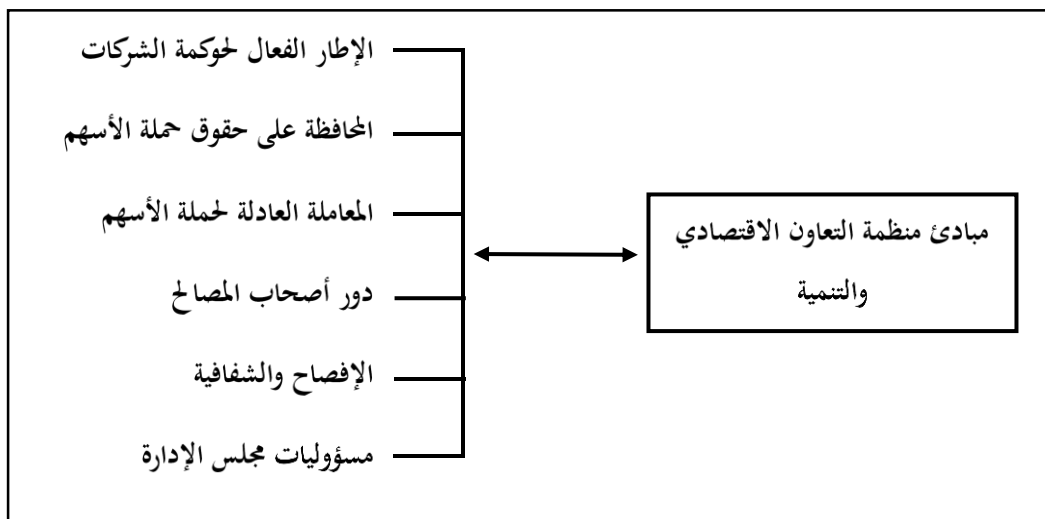 مبادئ منظمة التعاون الاقتصادي
والتنمية
الإطار الفعال لحوكمة الشركات
المحافظة على حقوق حملة الأسهم
المعاملة العادلة لحملة الأسهم
دور أصحاب المصالح
الإفصاح والشفافية
مسؤوليات مجلس الإدارة